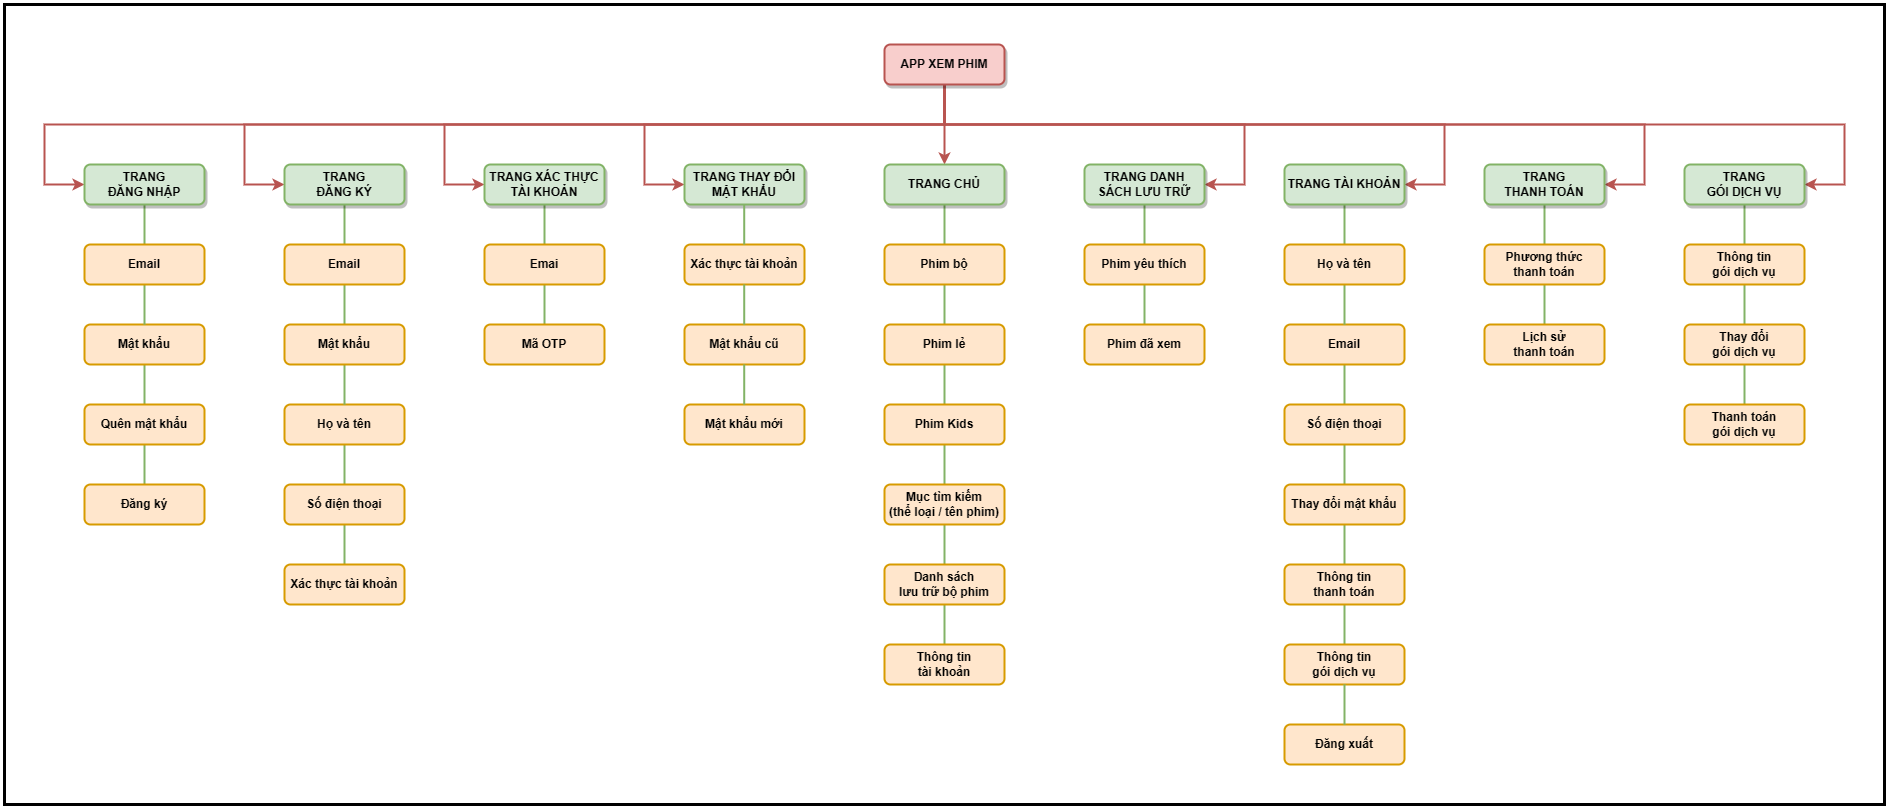 APP XEM PHIM
TRANG
ĐĂNG NHẬP
Email
Mật khẩu
Quên mật khẩu
Đăng ký
TRANG
ĐĂNG KÝ
Email
Mật khẩu
Họ và tên
Số điện thoại
Xác thực tài khoản
TRANG XÁC THỰC
TÀI KHOẢN
Emai
Mã OTP
TRANG THAY ĐỔI
MẬT KHẨU
Xác thực tài khoản
Mật khẩu cũ
Mật khẩu mới
TRANG CHỦ
Phim bộ
Phim lẻ
Phim Kids
Mục tìm kiếm
(thể loại / tên phim)
Danh sách
lưu trữ bộ phim
Thông tin
tài khoản
TRANG DANH
SÁCH LƯU TRỮ
Phim yêu thích
Phim đã xem
TRANG TÀI KHOẢN
Họ và tên
Email
Số điện thoại
Thay đổi mật khẩu
Thông tin
thanh toán
Thông tin
gói dịch vụ
Đăng xuất
TRANG
THANH TOÁN
Phương thức
thanh toán
Lịch sử
thanh toán
TRANG
GÓI DỊCH VỤ
Thông tin
gói dịch vụ
Thay đổi
gói dịch vụ
Thanh toán
gói dịch vụ